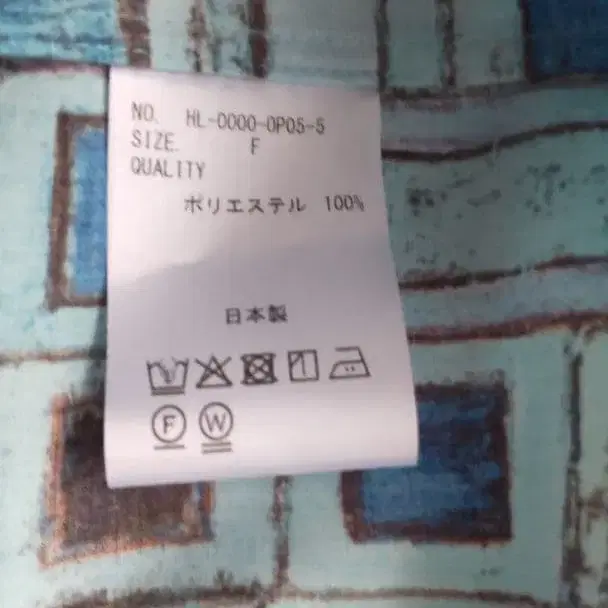 NO. HL-0000-0P05-5
SIZE. F
QUALITY
ポリエステル 100%
日本製
F W